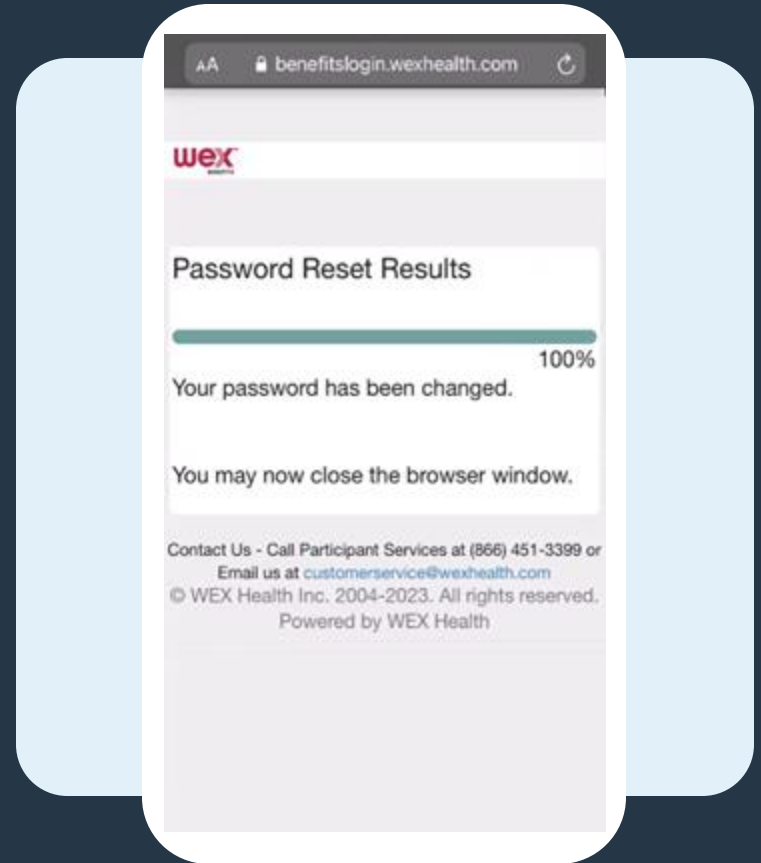 AA benefitslogin.wexhealth.com
wex
Password Reset Results
100%
Your password has been changed.
You may now close the browser window.
Contact Us - Call Participant Services at (866) 451-3399 or
Email us at customerservice@wexhealth.com
© WEX Health Inc. 2004-2023. All rights reserved.
Powered by WEX Health